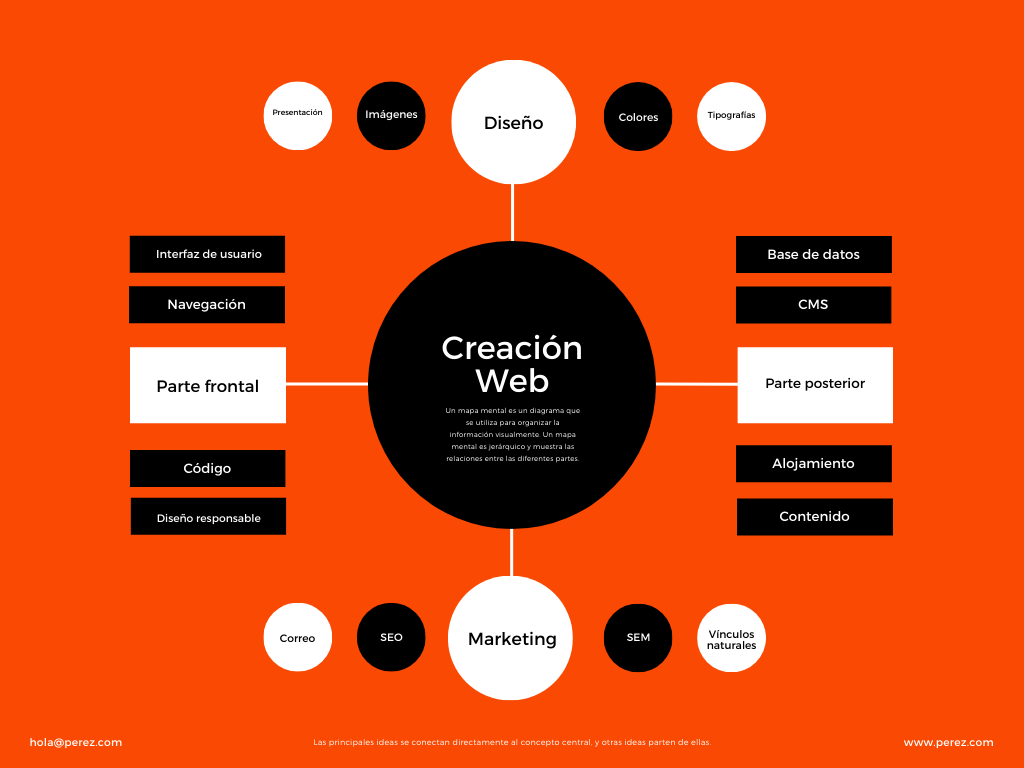 Presentación
Imágenes
Diseño
Colores
Tipografías
Interfaz de usuario
Navegación
Parte frontal
Código
Diseño responsable
Creación
Web
Un mapa mental es un diagrama que
se utiliza para organizar la
información visualmente. Un mapa
mental es jerárquico y muestra las
relaciones entre las diferentes partes.
Base de datos
CMS
Parte posterior
Alojamiento
Contenido
Correo
SEO
Marketing
SEM
Vínculos
naturales
hola@perez.com
Las principales ideas se conectan directamente al concepto central, y otras ideas parten de ellas.
www.perez.com